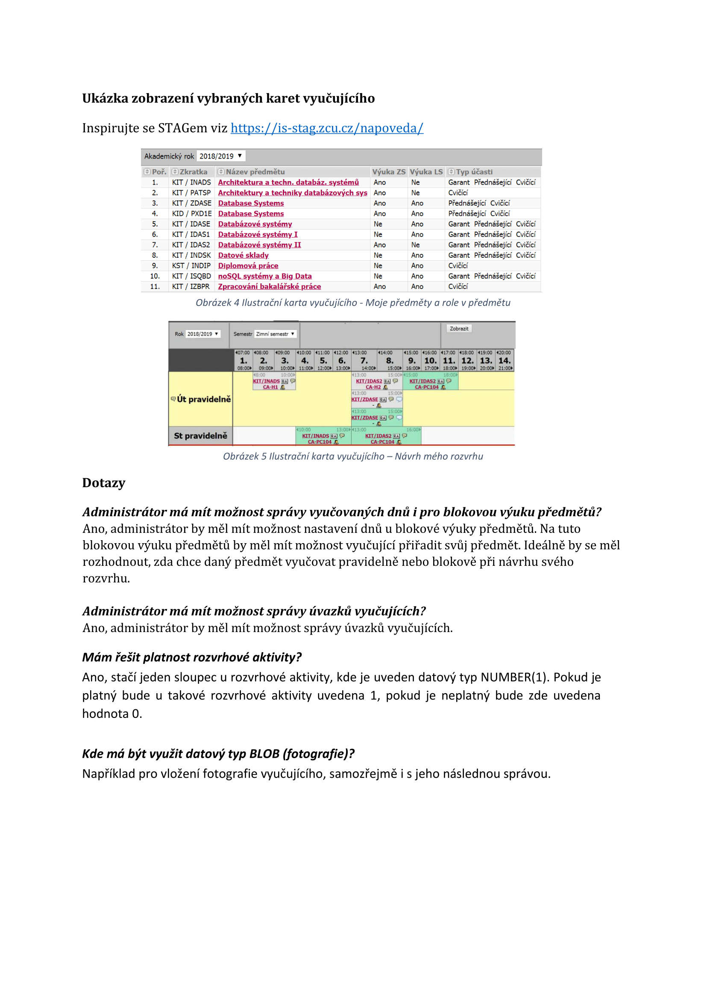 Ukázka zobrazení vybraných karet vyučujícího
Inspirujte se STAGem viz https://is-stag.zcu.cz/napoveda/
Akademický rok 2018/2019
Poř. Zkratka Název předmětu Výuka ZS Výuka LS Typ účasti
1. KIT / INADS Architektura a techn. databáz. systémů Ano Ne Garant Přednášející Cvičící
2. KIT / PATSP Architektury a techniky databázových sys Ano Ne Cvičící
3. KIT / ZDASE Database Systems Ano Ano Přednášející Cvičící
4. KID / PXD1E Database Systems Ano Ano Přednášející Cvičící
5. KIT / IDASE Databázové systémy Ne Ano Garant Přednášející Cvičící
6. KIT / IDAS1 Databázové systémy I Ne Ano Garant Přednášející Cvičící
7. KIT / IDAS2 Databázové systémy II Ano Ne Garant Přednášející Cvičící
8. KIT / INDSK Datové sklady Ne Ano Garant Přednášející Cvičící
9. KST / INDIP Diplomová práce Ne Ano Cvičící
10. KIT / ISQBD noSQL systémy a Big Data Ne Ano Garant Přednášející Cvičící
11. KIT / IZBPR Zpracování bakalářské práce Ano Ano Cvičící
Obrázek 4 Ilustrační karta vyučujícího - Moje předměty a role v předmětu
Rok 2018/2019 Semestr Zimní semestr Zobrazit
07:00 08:00 09:00 10:00 11:00 12:00 13:00 14:00 15:00 16:00 17:00 18:00 19:00 20:00
1. 2. 3. 4. 5. 6. 7. 8. 9. 10. 11. 12. 13. 14.
08:00 09:00 10:00 11:00 12:00 13:00 14:00 15:00 16:00 17:00 18:00 19:00 20:00 21:00
8:00 10:00 13:00 15:00 15:00 18:00
KIT/INADS RA KIT/IDAS2 RA KIT/IDAS2 RA
CA-H1 CA-H2 CA-PC104
13:00 15:00
Út pravidelně KIT/ZDASE RA
-
13:00 15:00
KIT/ZDASE RA
-
10:00 13:00 13:00 16:00
St pravidelně KIT/INADS RA KIT/IDAS2 RA
CA-PC104 CA-PC104
Obrázek 5 Ilustrační karta vyučujícího – Návrh mého rozvrhu
Dotazy
Administrátor má mít možnost správy vyučovaných dnů i pro blokovou výuku předmětů?
Ano, administrátor by měl mít možnost nastavení dnů u blokové výuky předmětů. Na tuto
blokovou výuku předmětů by měl mít možnost vyučující přiřadit svůj předmět. Ideálně by se měl
rozhodnout, zda chce daný předmět vyučovat pravidelně nebo blokově při návrhu svého
rozvrhu.
Administrátor má mít možnost správy úvazků vyučujících?
Ano, administrátor by měl mít možnost správy úvazků vyučujících.
Mám řešit platnost rozvrhové aktivity?
Ano, stačí jeden sloupec u rozvrhové aktivity, kde je uveden datový typ NUMBER(1). Pokud je
platný bude u takové rozvrhové aktivity uvedena 1, pokud je neplatný bude zde uvedena
hodnota 0.
Kde má být využit datový typ BLOB (fotografie)?
Například pro vložení fotografie vyučujícího, samozřejmě i s jeho následnou správou.